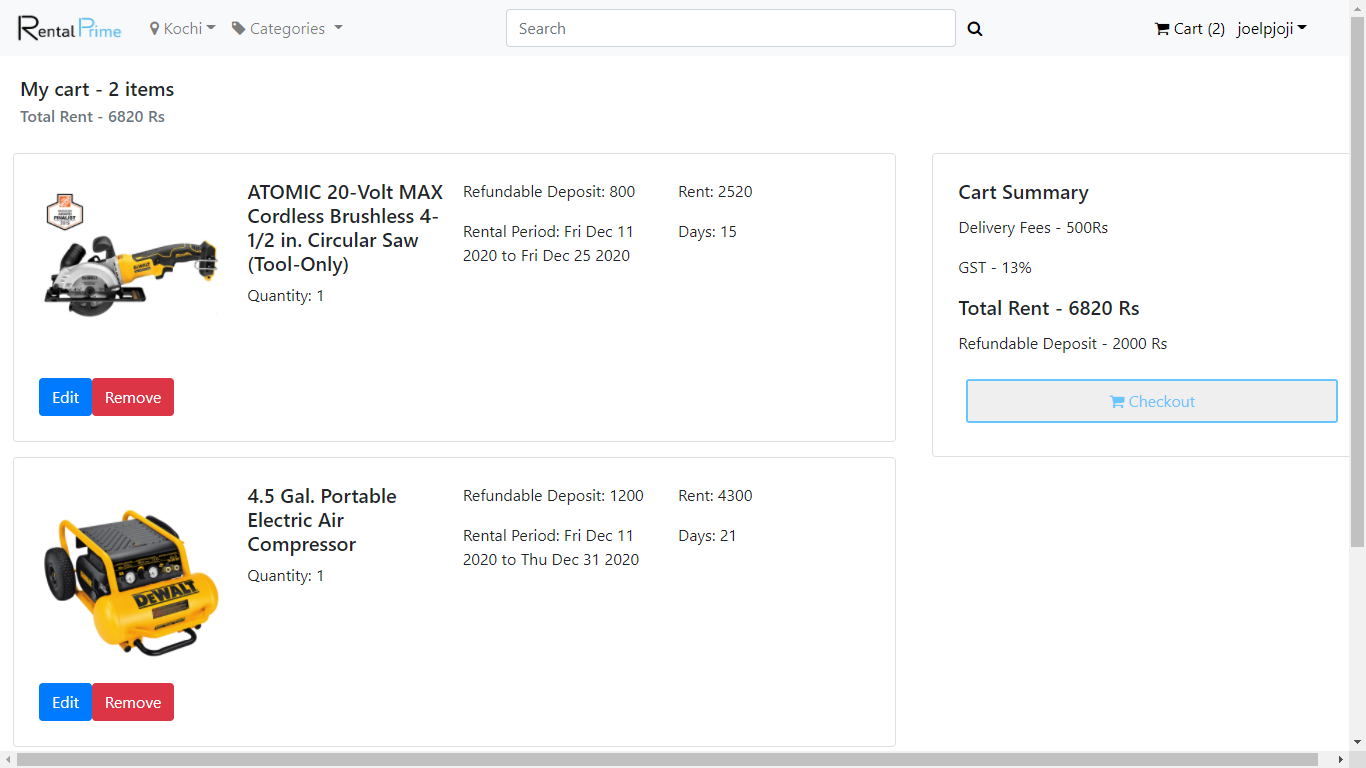 Rental Prime
Kochi
Categories
Search
Cart (2)
joelpjoji
My cart - 2 items
Total Rent - 6820 Rs
ATOMIC 20-Volt MAX
Cordless Brushless 4-
1/2 in. Circular Saw
(Tool-Only)
Quantity: 1
Refundable Deposit: 800
Rental Period: Fri Dec 11
2020 to Fri Dec 25 2020
Rent: 2520
Days: 15
Edit
Remove
Cart Summary
Delivery Fees - 500Rs
GST - 13%
Total Rent - 6820 Rs
Refundable Deposit - 2000 Rs
Checkout
4.5 Gal. Portable
Electric Air
Compressor
Quantity: 1
Refundable Deposit: 1200
Rental Period: Fri Dec 11
2020 to Thu Dec 31 2020
Rent: 4300
Days: 21
DEWALT
Edit
Remove